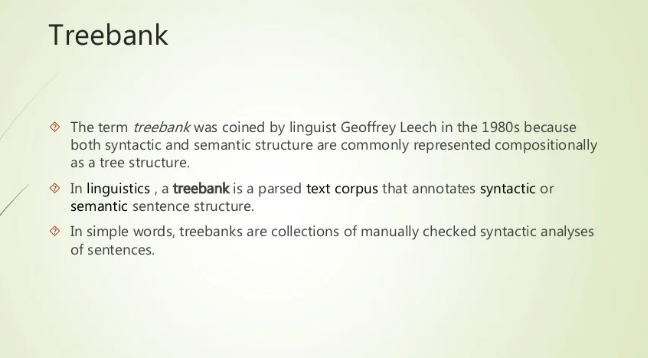 Treebank
The term treebank was coined by linguist Geoffrey Leech in the 1980s because
both syntactic and semantic structure are commonly represented compositionally
as a tree structure.
In linguistics , a treebank is a parsed text corpus that annotates syntactic or
semantic sentence structure.
In simple words, treebanks are collections of manually checked syntactic analyses
of sentences.